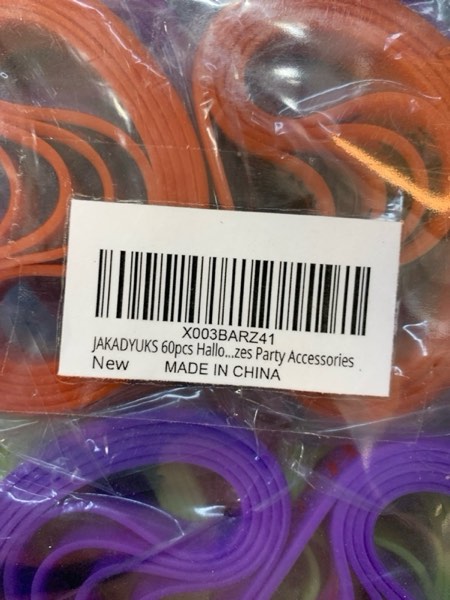 X003BARZ41
JAKADYUKS 60pcs Hallo...zes Party Accessories
New MADE IN CHINA